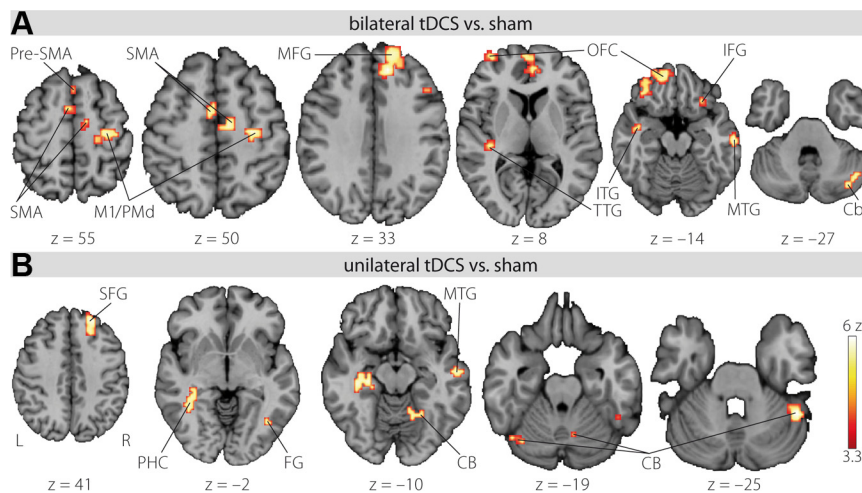 A
bilateral tDCS vs. sham
Pre-SMA
SMA
MFG
OFC
IFG
SMA
M1/PMd
ITG
TTG
MTG
Cb
z = 55
z = 50
z = 33
z = 8
z = −14
z = −27
B
unilateral tDCS vs. sham
SFG
MTG
6 z
PHC
FG
CB
CB
L
R
3.3
z = 41
z = −2
z = −10
z = −19
z = −25